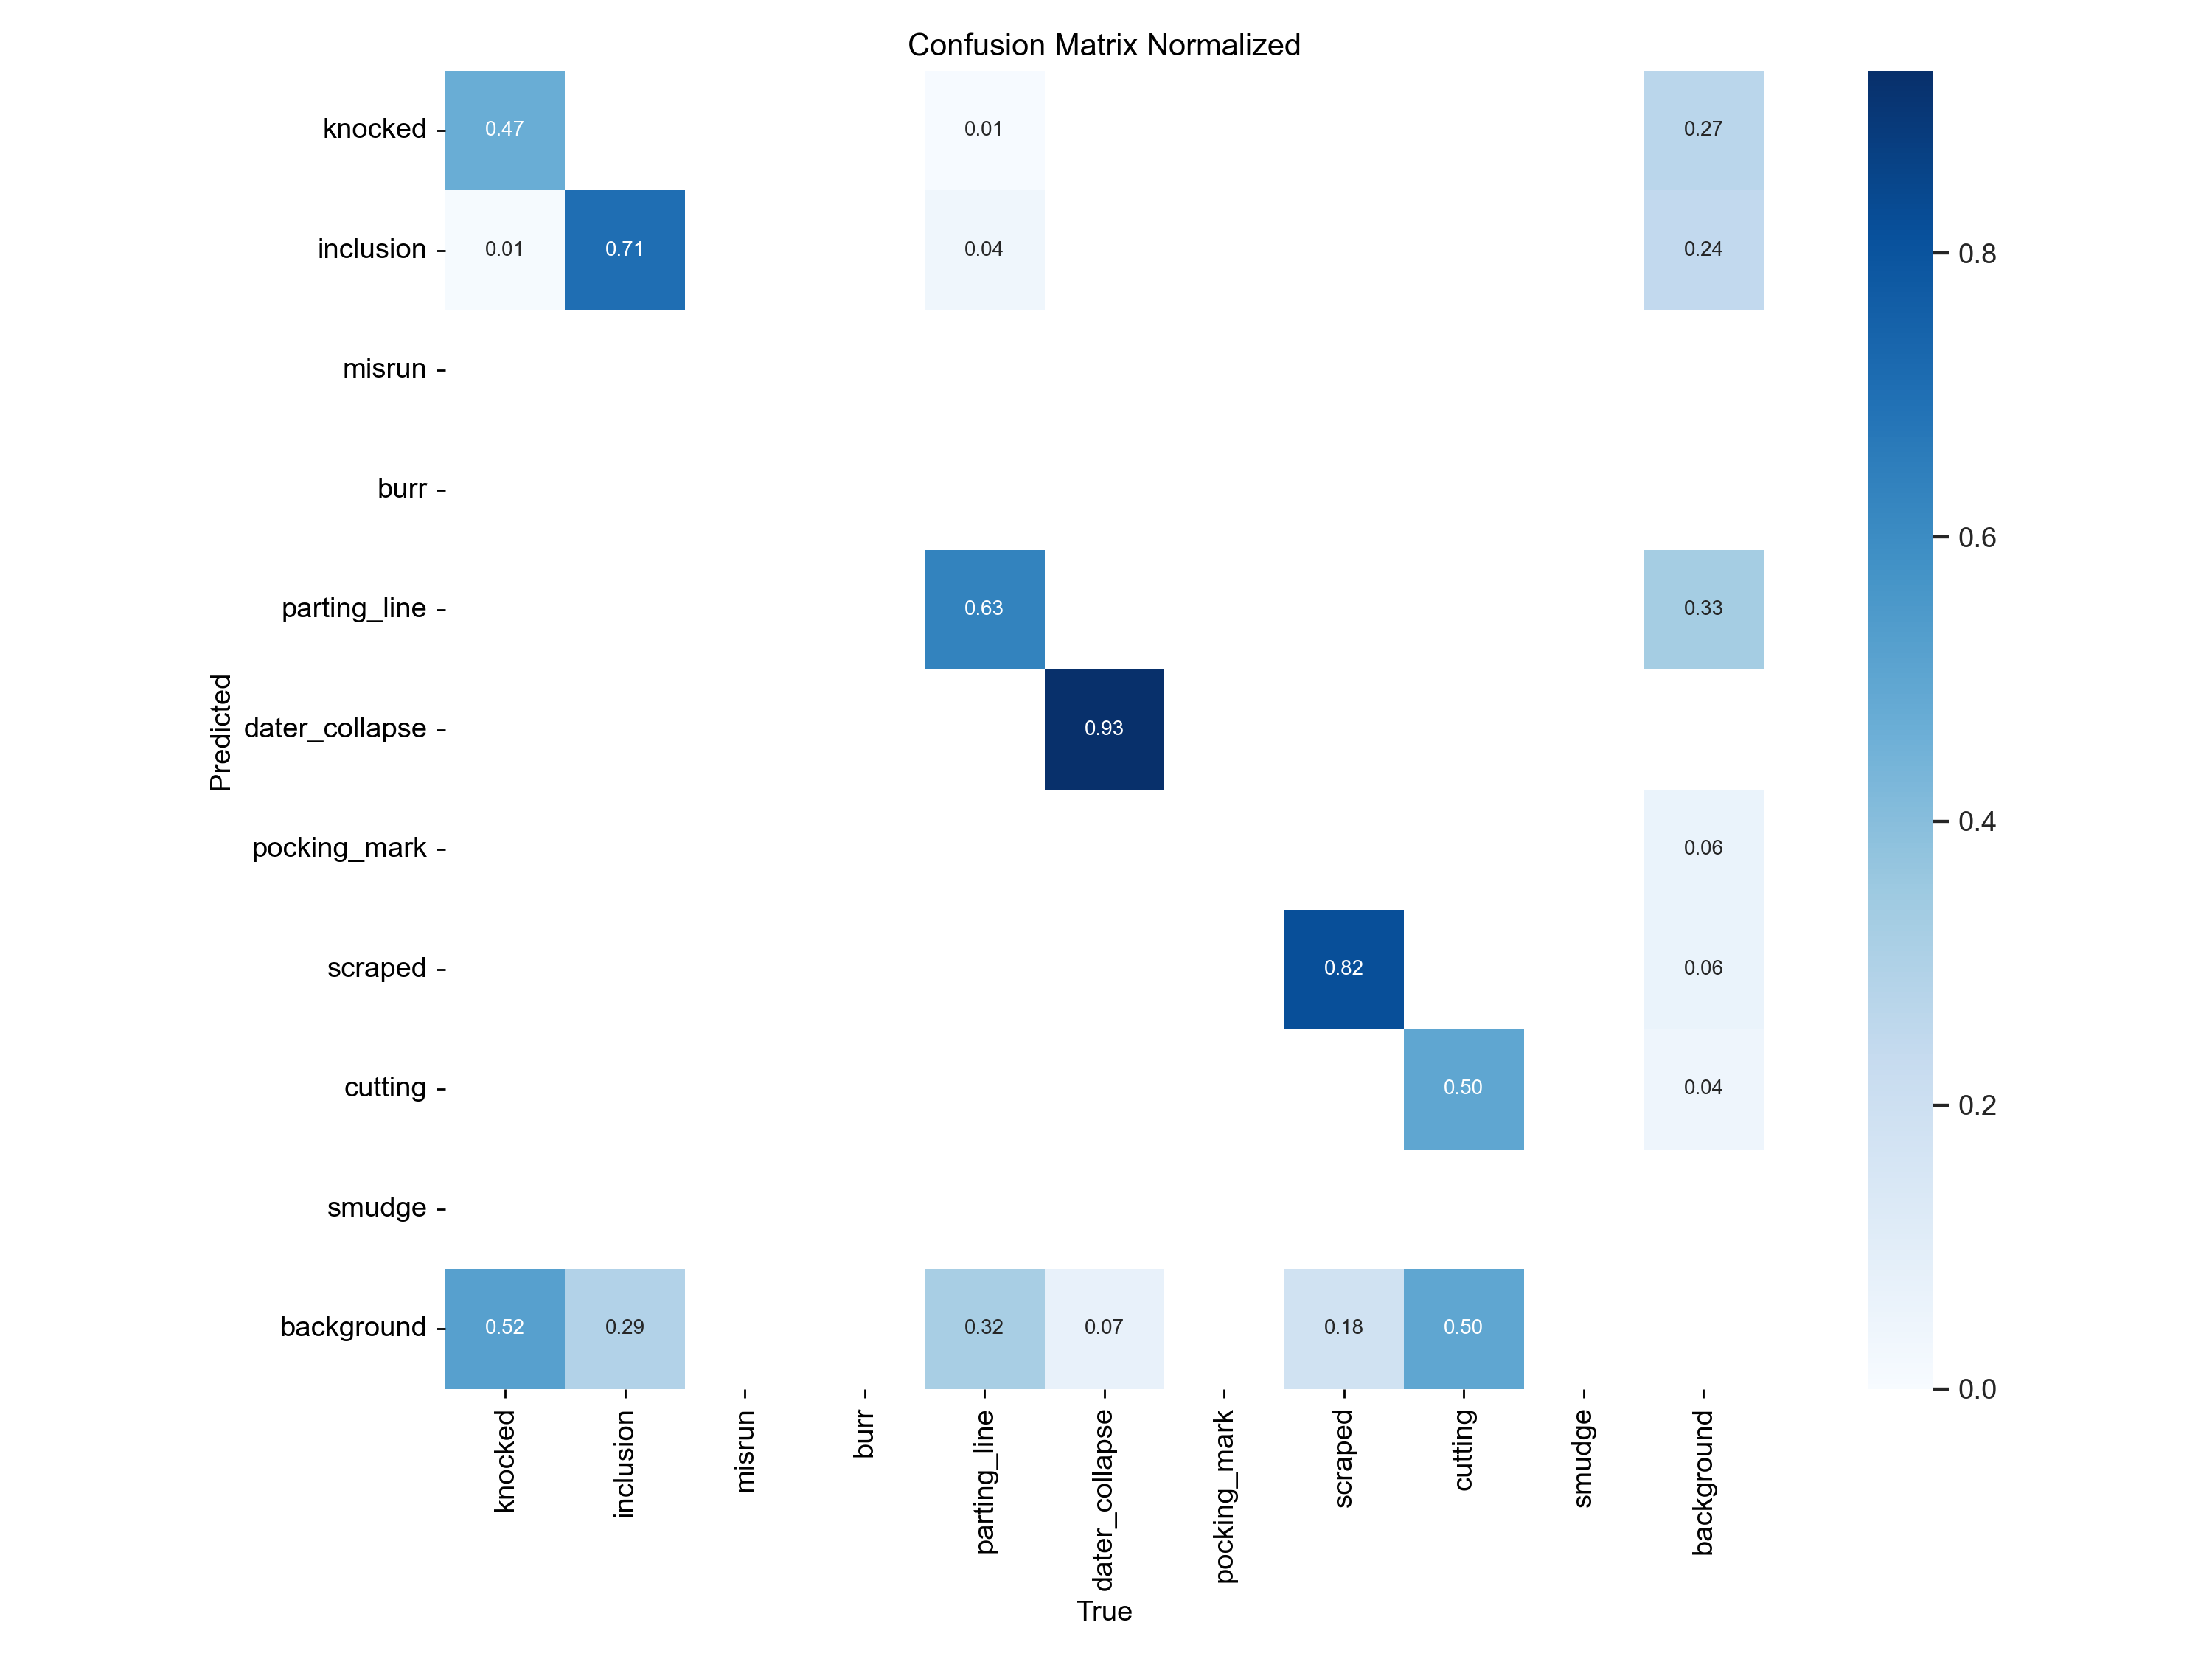 Confusion Matrix Normalized
knocked 0.47 0.01 0.27
inclusion 0.01 0.71 0.04 0.24 0.8
misrun
burr 0.6
parting_line 0.63 0.33
Predicted
dater_collapse 0.93
pocking_mark 0.06 0.4
scraped 0.82 0.06
cutting 0.50 0.04 0.2
smudge
background 0.52 0.29 0.32 0.07 0.18 0.50
0.0
knocked inclusion misrun burr parting_line dater_collapse pocking_mark scraped cutting smudge background
True